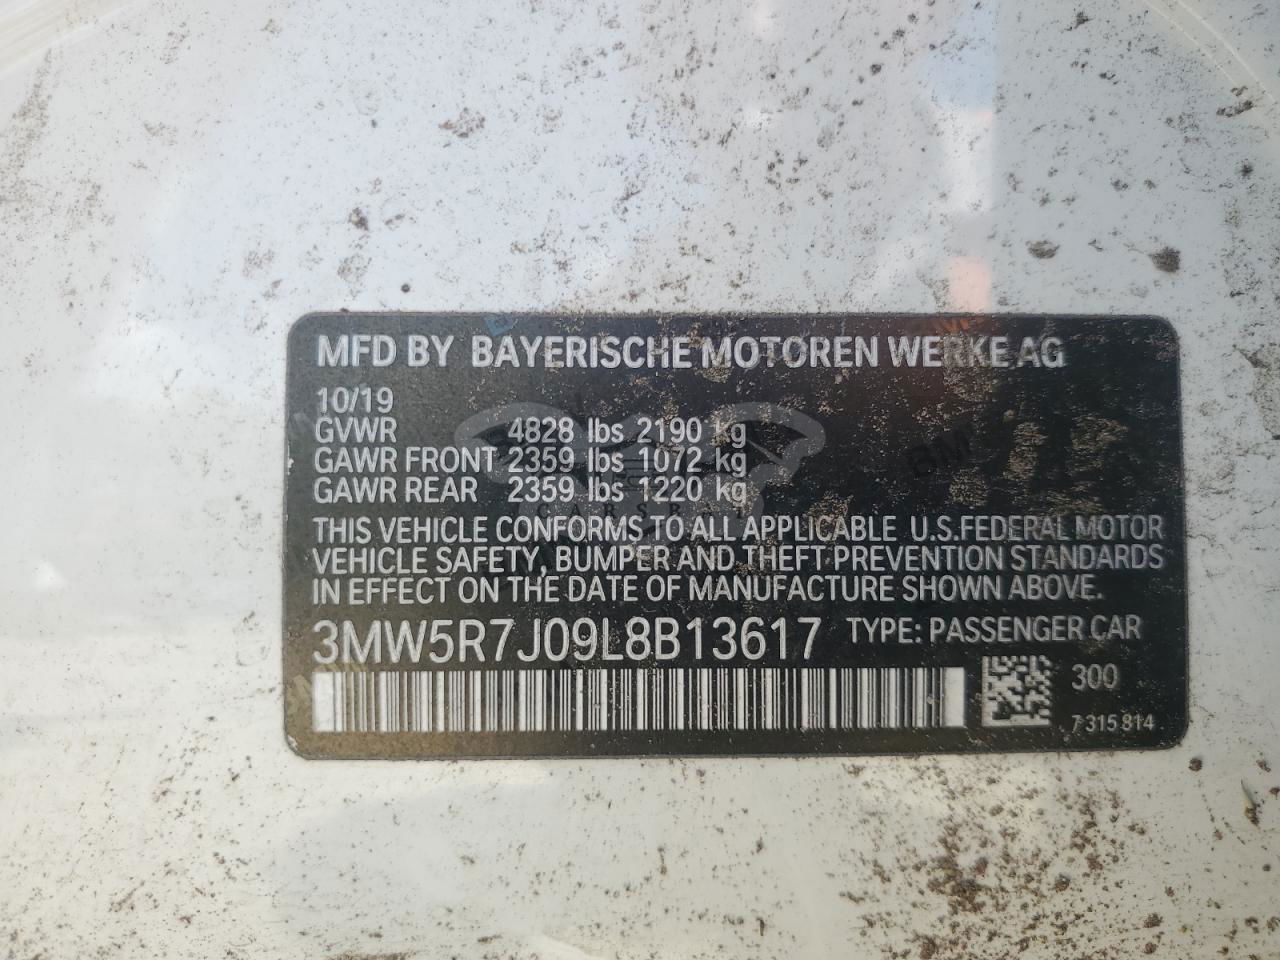 MFD BY BAYERISCHE MOTOREN WERKE AG
10/19
GVWR 4828 lbs 2190 kg
GAWR FRONT 2359 lbs 1072 kg
GAWR REAR 2359 lbs 1220 kg
CARSBAT
THIS VEHICLE CONFORMS TO ALL APPLICABLE U.S.FEDERAL MOTOR
VEHICLE SAFETY, BUMPER AND THEFT PREVENTION STANDARDS
IN EFFECT ON THE DATE OF MANUFACTURE SHOWN ABOVE.
3MW5R7J09L8B13617 TYPE: PASSENGER CAR
300
7 315 814